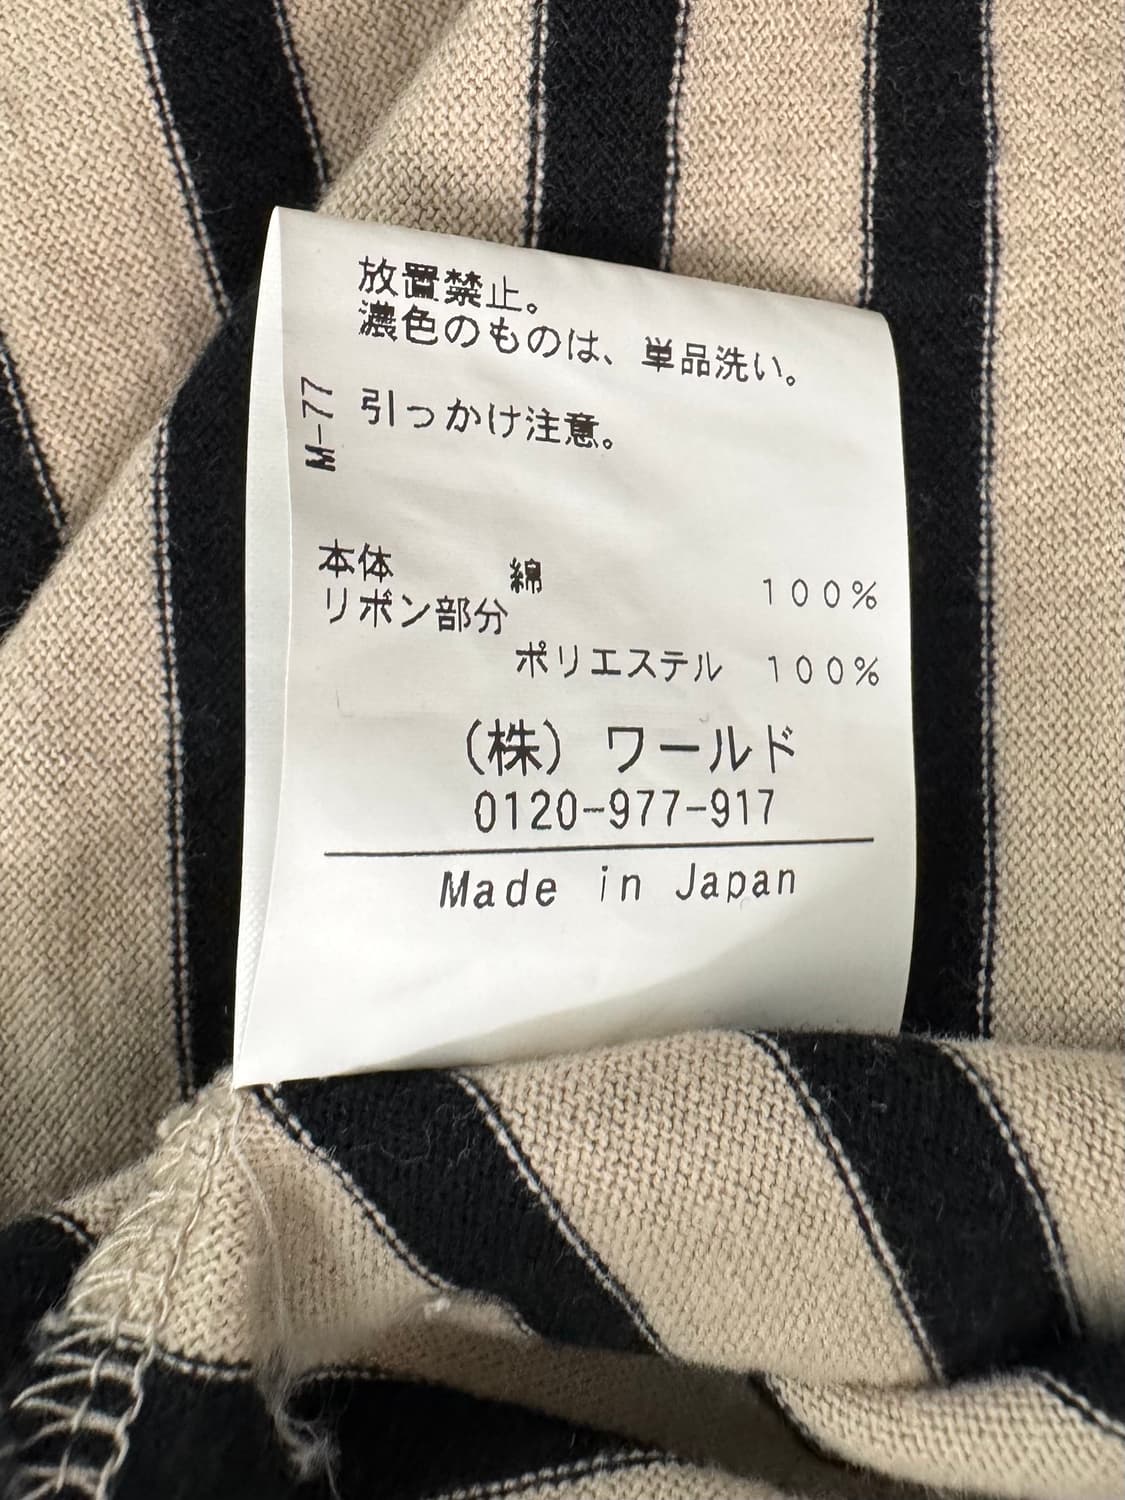 放置禁止。
濃色のものは、単品洗い。
M-77
引っかけ注意。
本体 綿 100%
リボン部分
ポリエステル 100%
(株) ワールド
0120-977-917
Made in Japan